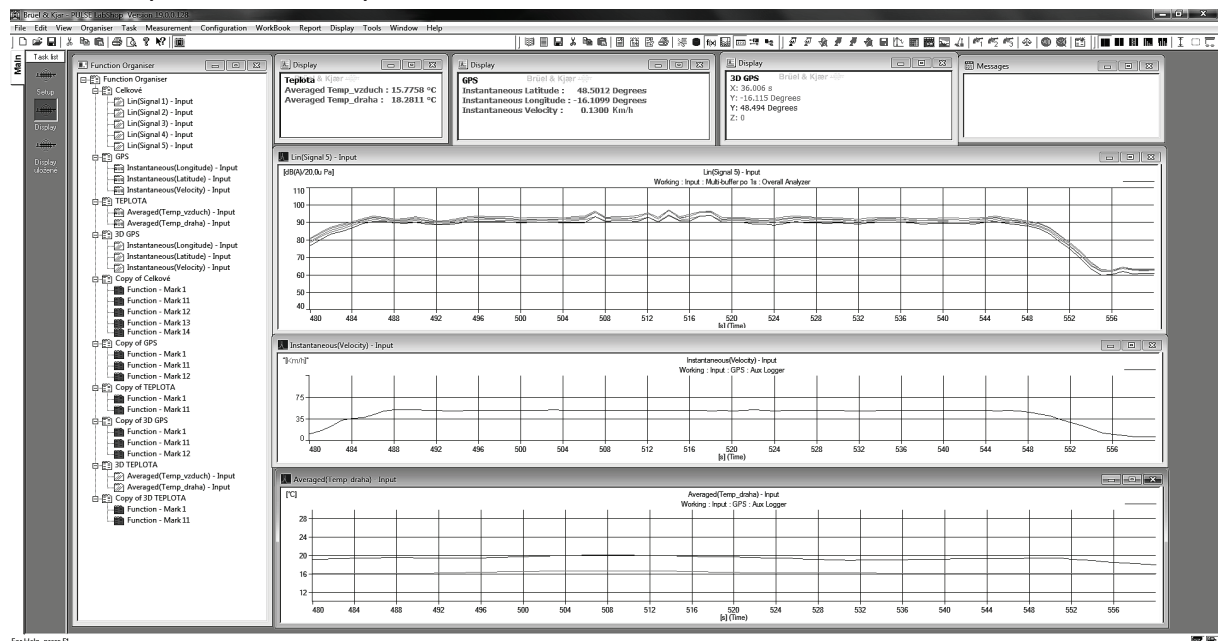 Brüel & Kjær - PULSE LabShop Version 19.0.0.128
File Edit View Organiser Task Measurement Configuration WorkBook Report Display Tools Window Help
Main
Task list
Setup
Display
Display
ulozene
Function Organiser
Function Organiser
Celkové
Lin(Signal 1) - Input
Lin(Signal 2) - Input
Lin(Signal 3) - Input
Lin(Signal 4) - Input
Lin(Signal 5) - Input
GPS
Instantaneous(Longitude) - Input
Instantaneous(Latitude) - Input
Instantaneous(Velocity) - Input
TEPLOTA
Averaged(Temp_vzduch) - Input
Averaged(Temp_draha) - Input
3D GPS
Instantaneous(Longitude) - Input
Instantaneous(Latitude) - Input
Instantaneous(Velocity) - Input
Copy of Celkové
Function - Mark 1
Function - Mark 11
Function - Mark 12
Function - Mark 13
Function - Mark 14
Copy of GPS
Function - Mark 1
Function - Mark 11
Function - Mark 12
Copy of TEPLOTA
Function - Mark 1
Function - Mark 11
Copy of 3D GPS
Function - Mark 1
Function - Mark 11
Function - Mark 12
3D TEPLOTA
Averaged(Temp_vzduch) - Input
Averaged(Temp_draha) - Input
Copy of 3D TEPLOTA
Function - Mark 1
Function - Mark 11
Display
Teplota & Kjær
Averaged Temp_vzduch : 15.7758 °C
Averaged Temp_draha : 18.2811 °C
Display
GPS Brüel & Kjær
Instantaneous Latitude : 48.5012 Degrees
Instantaneous Longitude : -16.1099 Degrees
Instantaneous Velocity : 0.1300 Km/h
Display
3D GPS Brüel & Kjær
X: 36.006 s
Y: -16.115 Degrees
Y: 48.494 Degrees
Z: 0
Messages
Lin(Signal 5) - Input
[dB(A)/20.0u Pa]
Lin(Signal 5) - Input
Working : Input : Multi-buffer po 1s : Overall Analyzer
110
100
90
80
70
60
50
40
480 484 488 492 496 500 504 508 512 516 520 524 528 532 536 540 544 548 552 556
[s] (Time)
Instantaneous(Velocity) - Input
"[Km/h]"
Instantaneous(Velocity) - Input
Working : Input : GPS : Aux Logger
75
35
0
480 484 488 492 496 500 504 508 512 516 520 524 528 532 536 540 544 548 552 556
[s] (Time)
Averaged(Temp_draha) - Input
[°C]
Averaged(Temp_draha) - Input
Working : Input : GPS : Aux Logger
28
24
20
16
12
480 484 488 492 496 500 504 508 512 516 520 524 528 532 536 540 544 548 552 556
[s] (Time)
For Help, press F1